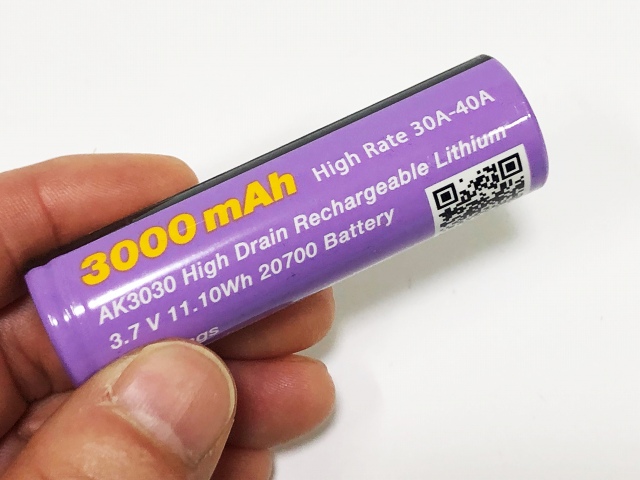 3000 mAh High Rate 30A-40A
AK3030 High Drain Rechargeable Lithium
3.7 V 11.10Wh 20700 Battery